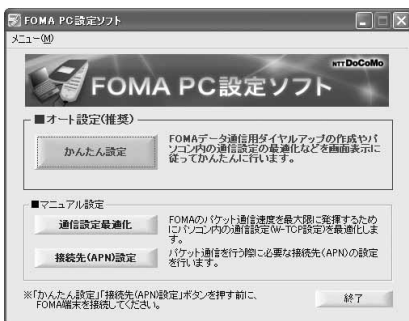 FOMA PC設定ソフト
メニュー(M)
NTT DoCoMo
FOMA PC設定ソフト
■オート設定(推奨)
かんたん設定
FOMAデータ通信用ダイヤルアップの作成やパ
ソコン内の通信設定の最適化などを画面表示に
従ってかんたんに行います。
■マニュアル設定
通信設定最適化
FOMAのパケット通信速度を最大限に発揮するため
にパソコン内の通信設定(W-TCP設定)を最適化しま
す。
接続先(APN)設定
パケット通信を行う際に必要な接続先(APN)の設定
を行います。
※「かんたん設定」「接続先(APN)設定」ボタンを押す前に、
FOMA端末を接続してください。
終了